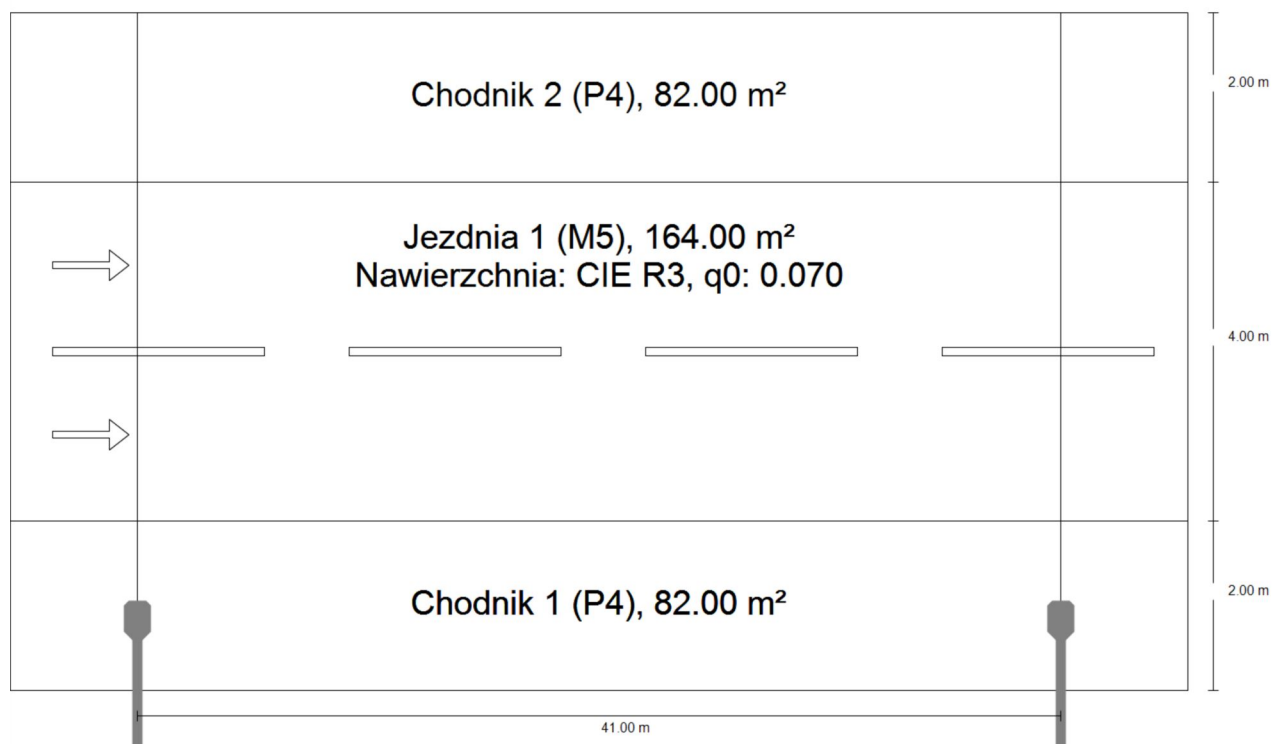 Chodnik 2 (P4), 82.00 m²
2.00 m
Jezdnia 1 (M5), 164.00 m²
Nawierzchnia: CIE R3, q0: 0.070
4.00 m
Chodnik 1 (P4), 82.00 m²
2.00 m
41.00 m